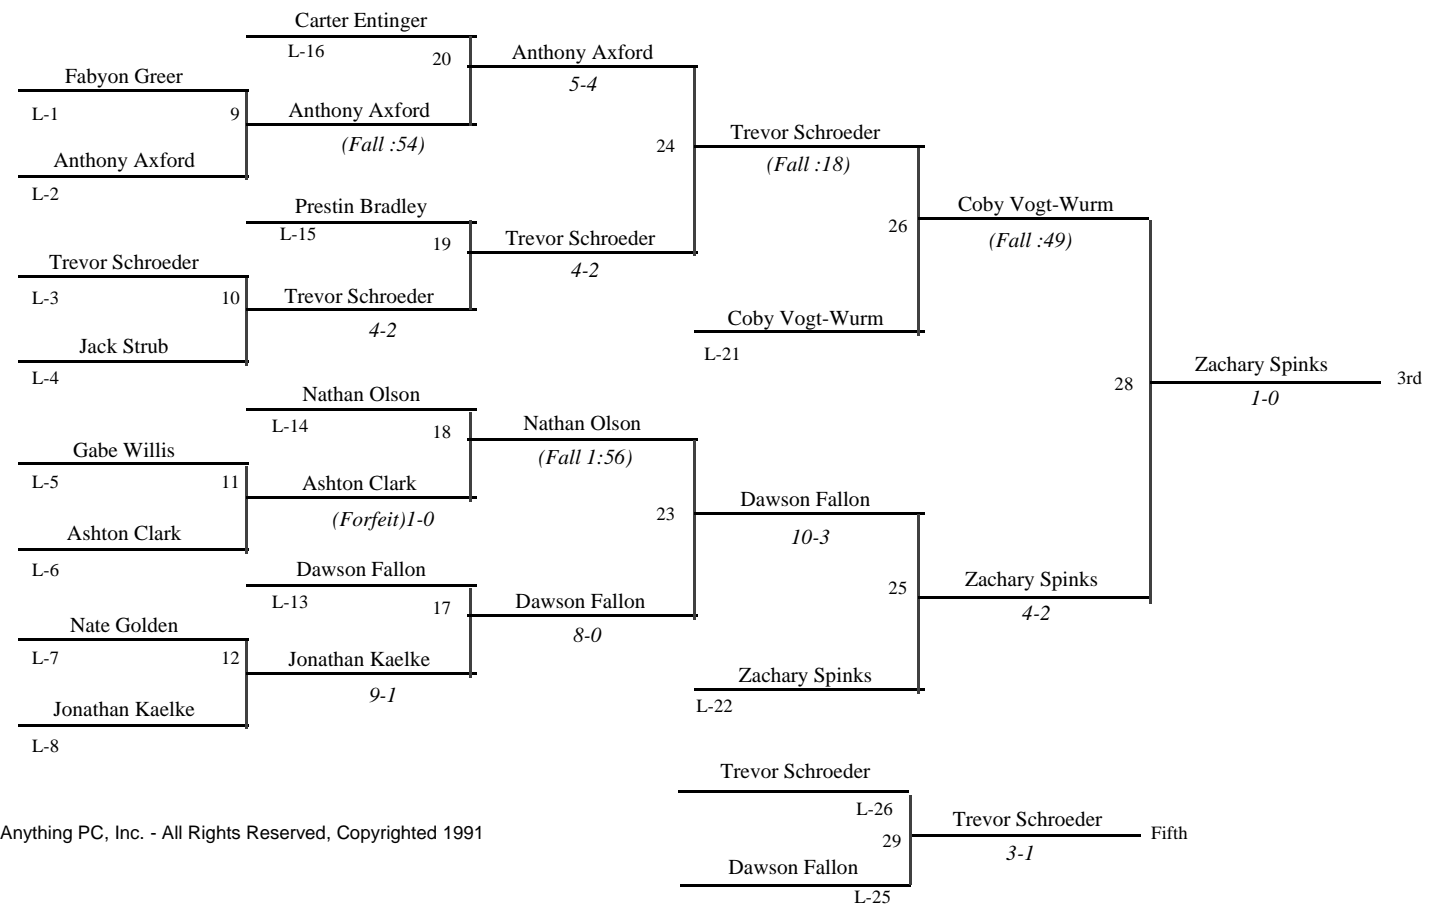 Carter Entinger
L-16
20
Anthony Axford
5-4
Fabyon Greer
L-1
9
Anthony Axford
(Fall :54)
Anthony Axford
L-2
24
Trevor Schroeder
(Fall :18)
Prestin Bradley
L-15
19
Trevor Schroeder
4-2
Trevor Schroeder
L-3
10
Trevor Schroeder
4-2
Jack Strub
L-4
26
Coby Vogt-Wurm
(Fall :49)
Coby Vogt-Wurm
L-21
28
Zachary Spinks
1-0
3rd
Nathan Olson
L-14
18
Nathan Olson
(Fall 1:56)
Gabe Willis
L-5
11
Ashton Clark
(Forfeit)1-0
Ashton Clark
L-6
23
Dawson Fallon
10-3
Dawson Fallon
L-13
17
Dawson Fallon
8-0
Nate Golden
L-7
12
Jonathan Kaelke
9-1
Jonathan Kaelke
L-8
25
Zachary Spinks
4-2
Zachary Spinks
L-22
Trevor Schroeder
L-26
29
Trevor Schroeder
3-1
Fifth
Dawson Fallon
L-25
Anything PC, Inc. - All Rights Reserved, Copyrighted 1991